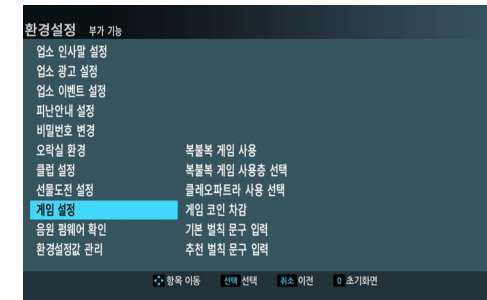 환경설정 부가 기능
업소 인사말 설정
업소 광고 설정
업소 이벤트 설정
피난안내 설정
비밀번호 변경
오락실 환경 복불복 게임 사용
클럽 설정 복불복 게임 사용층 선택
선물도전 설정 클레오파트라 사용 선택
게임 설정 게임 코인 차감
음원 펌웨어 확인 기본 벌칙 문구 입력
환경설정값 관리 추천 벌칙 문구 입력
항목 이동 선택 선택 취소 이전 0 초기화면